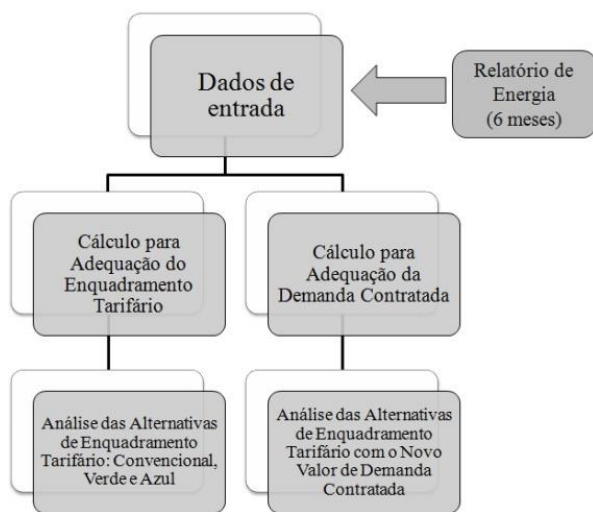 Dados de
entrada
Relatório de
Energia
(6 meses)
Cálculo para
Adequação do
Enquadramento
Tarifário
Cálculo para
Adequação da
Demanda Contratada
Análise das Alternativas
de Enquadramento
Tarifário: Convencional,
Verde e Azul
Análise das Alternativas
de Enquadramento
Tarifário com o Novo
Valor de Demanda
Contratada